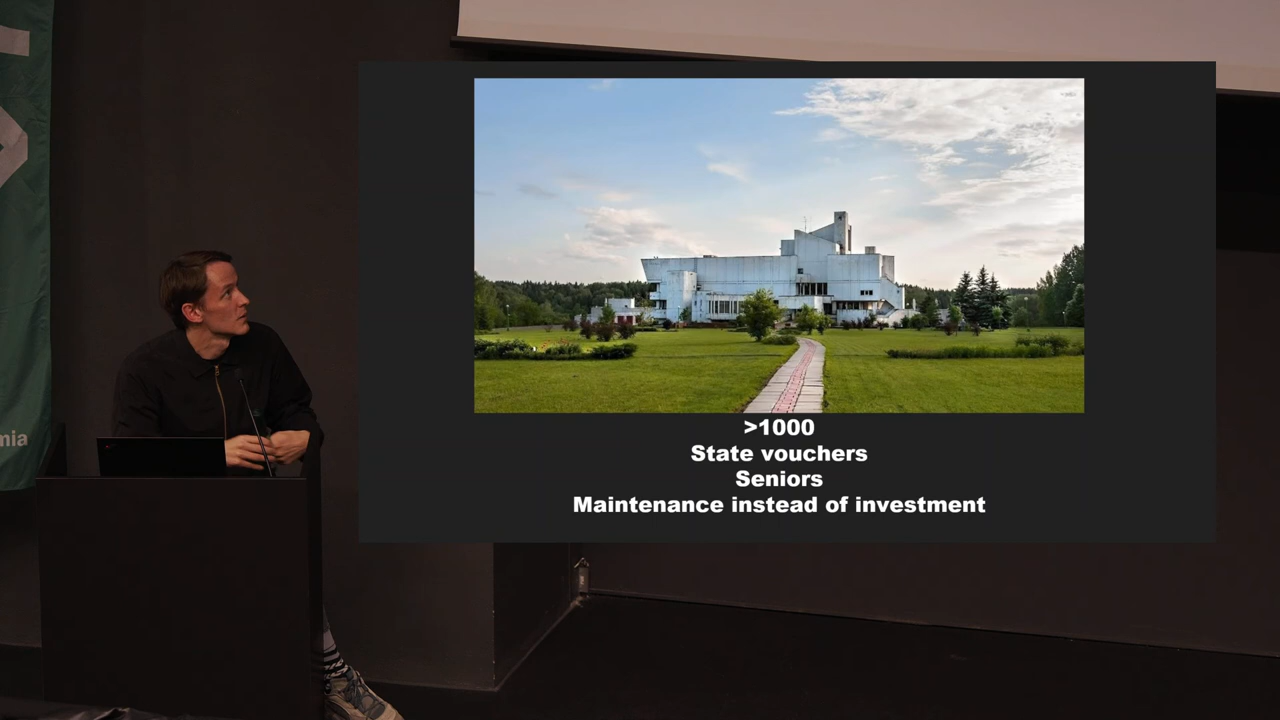 mia
>1000
State vouchers
Seniors
Maintenance instead of investment